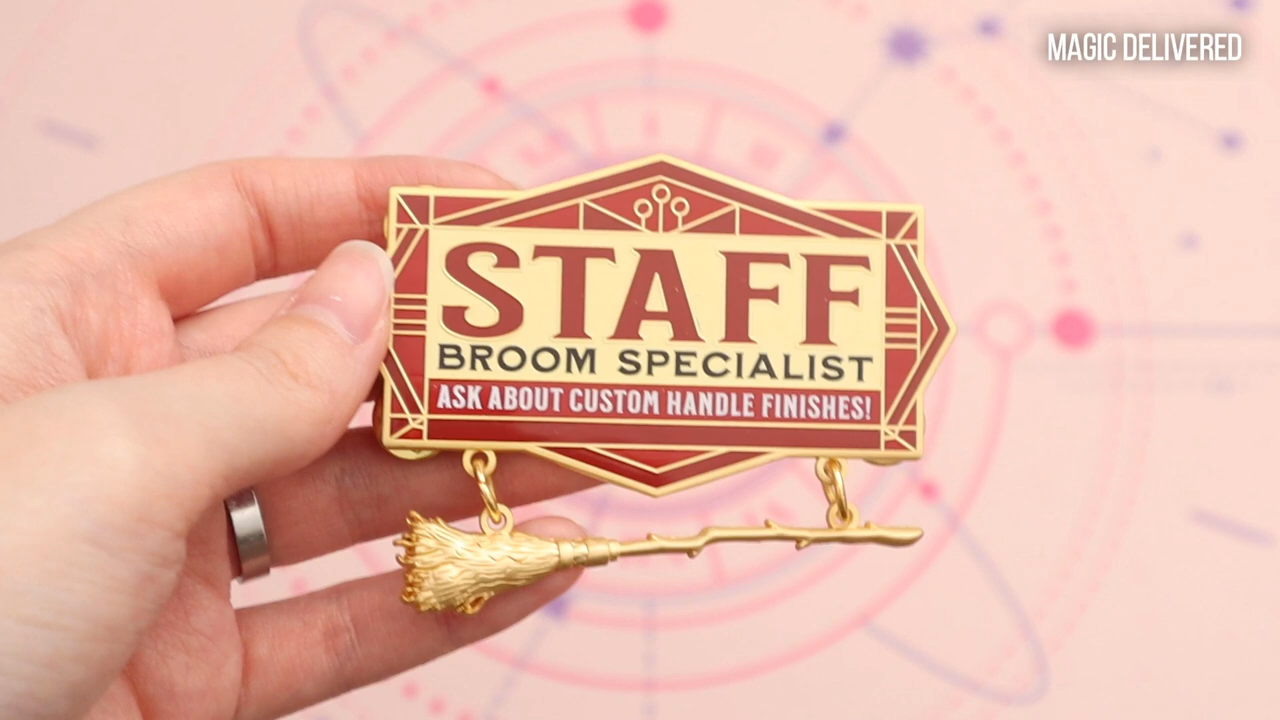 MAGIC DELIVERED
STAFF
BROOM SPECIALIST
ASK ABOUT CUSTOM HANDLE FINISHES!